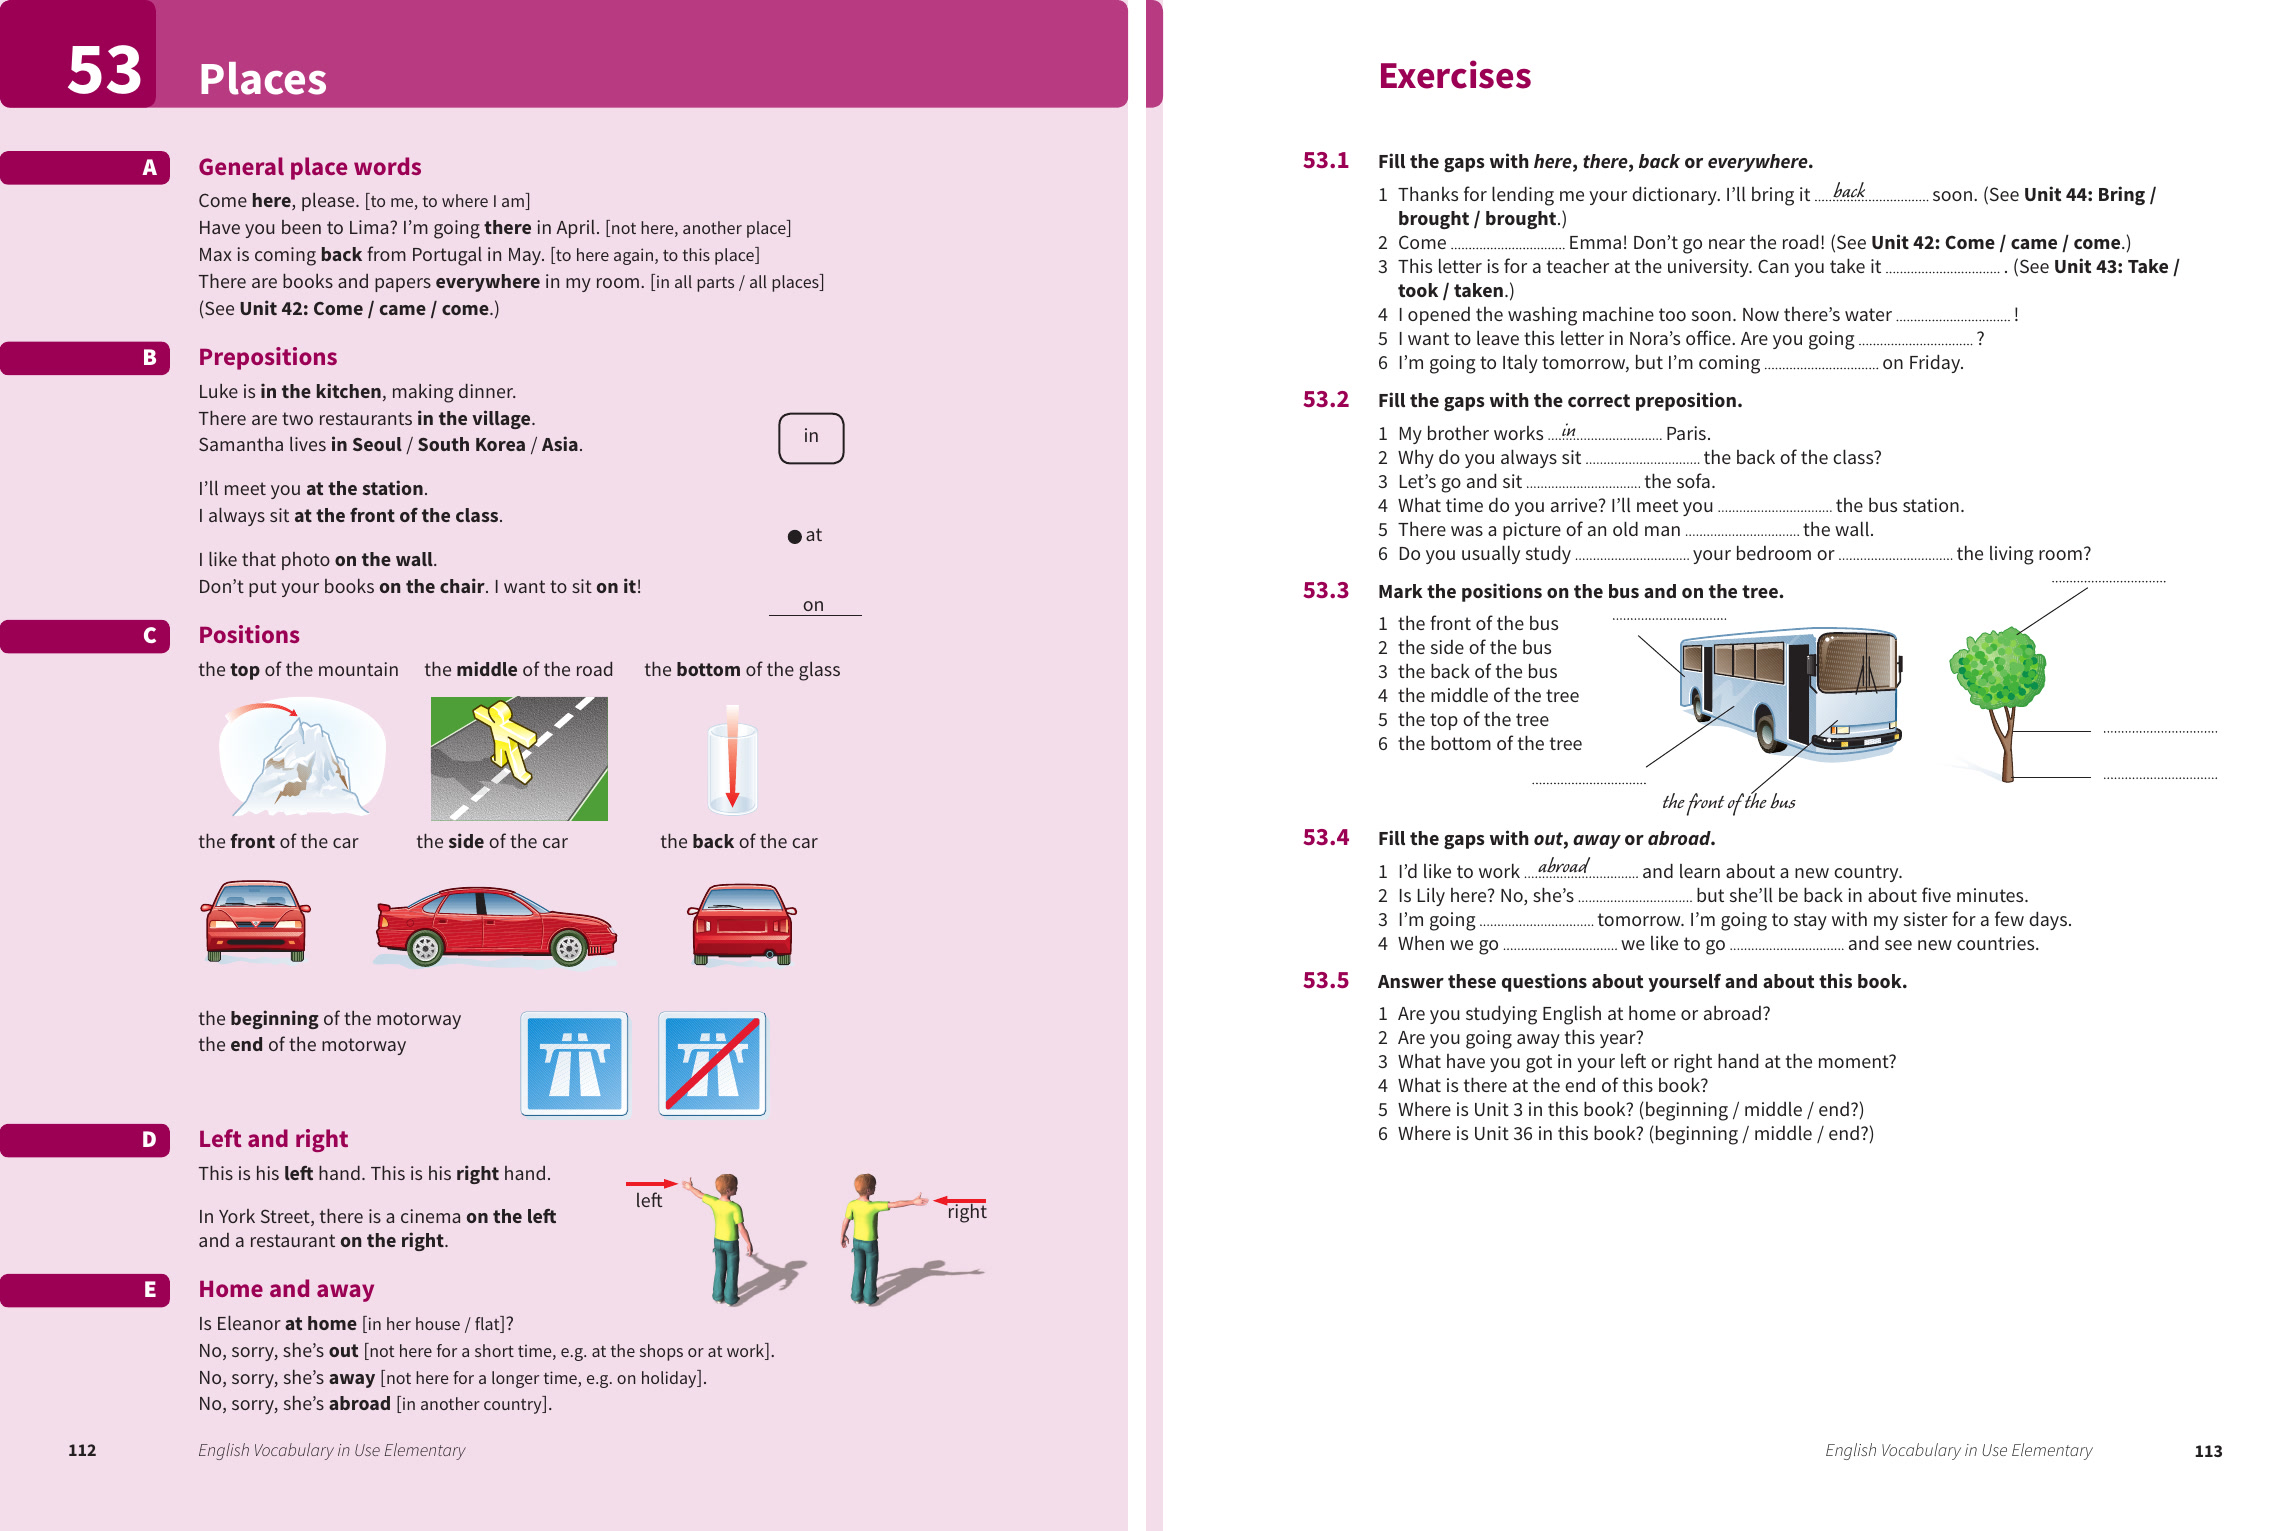 53
Places
A
General place words
Come here, please. [to me, to where I am]
Have you been to Lima? I’m going there in April. [not here, another place]
Max is coming back from Portugal in May. [to here again, to this place]
There are books and papers everywhere in my room. [in all parts / all places]
(See Unit 42: Come / came / come.)
B
Prepositions
Luke is in the kitchen, making dinner.
There are two restaurants in the village.
Samantha lives in Seoul / South Korea / Asia.
in
I’ll meet you at the station.
I always sit at the front of the class.
at
I like that photo on the wall.
Don’t put your books on the chair. I want to sit on it!
on
C
Positions
the top of the mountain
the middle of the road
the bottom of the glass
the front of the car
the side of the car
the back of the car
the beginning of the motorway
the end of the motorway
D
Left and right
This is his left hand. This is his right hand.
In York Street, there is a cinema on the left
and a restaurant on the right.
left
right
E
Home and away
Is Eleanor at home [in her house / flat]?
No, sorry, she’s out [not here for a short time, e.g. at the shops or at work].
No, sorry, she’s away [not here for a longer time, e.g. on holiday].
No, sorry, she’s abroad [in another country].
112
English Vocabulary in Use Elementary
Exercises
53.1 Fill the gaps with here, there, back or everywhere.
1 Thanks for lending me your dictionary. I’ll bring it back soon. (See Unit 44: Bring /
brought / brought.)
2 Come .............................. Emma! Don’t go near the road! (See Unit 42: Come / came / come.)
3 This letter is for a teacher at the university. Can you take it .............................. . (See Unit 43: Take /
took / taken.)
4 I opened the washing machine too soon. Now there’s water .............................. !
5 I want to leave this letter in Nora’s office. Are you going .............................. ?
6 I’m going to Italy tomorrow, but I’m coming .............................. on Friday.
53.2 Fill the gaps with the correct preposition.
1 My brother works in Paris.
2 Why do you always sit .............................. the back of the class?
3 Let’s go and sit .............................. the sofa.
4 What time do you arrive? I’ll meet you .............................. the bus station.
5 There was a picture of an old man .............................. the wall.
6 Do you usually study .............................. your bedroom or .............................. the living room?
53.3 Mark the positions on the bus and on the tree.
1 the front of the bus
2 the side of the bus
3 the back of the bus
4 the middle of the tree
5 the top of the tree
6 the bottom of the tree
the front of the bus
53.4 Fill the gaps with out, away or abroad.
1 I’d like to work abroad and learn about a new country.
2 Is Lily here? No, she’s .............................. but she’ll be back in about five minutes.
3 I’m going .............................. tomorrow. I’m going to stay with my sister for a few days.
4 When we go .............................. we like to go .............................. and see new countries.
53.5 Answer these questions about yourself and about this book.
1 Are you studying English at home or abroad?
2 Are you going away this year?
3 What have you got in your left or right hand at the moment?
4 What is there at the end of this book?
5 Where is Unit 3 in this book? (beginning / middle / end?)
6 Where is Unit 36 in this book? (beginning / middle / end?)
English Vocabulary in Use Elementary
113